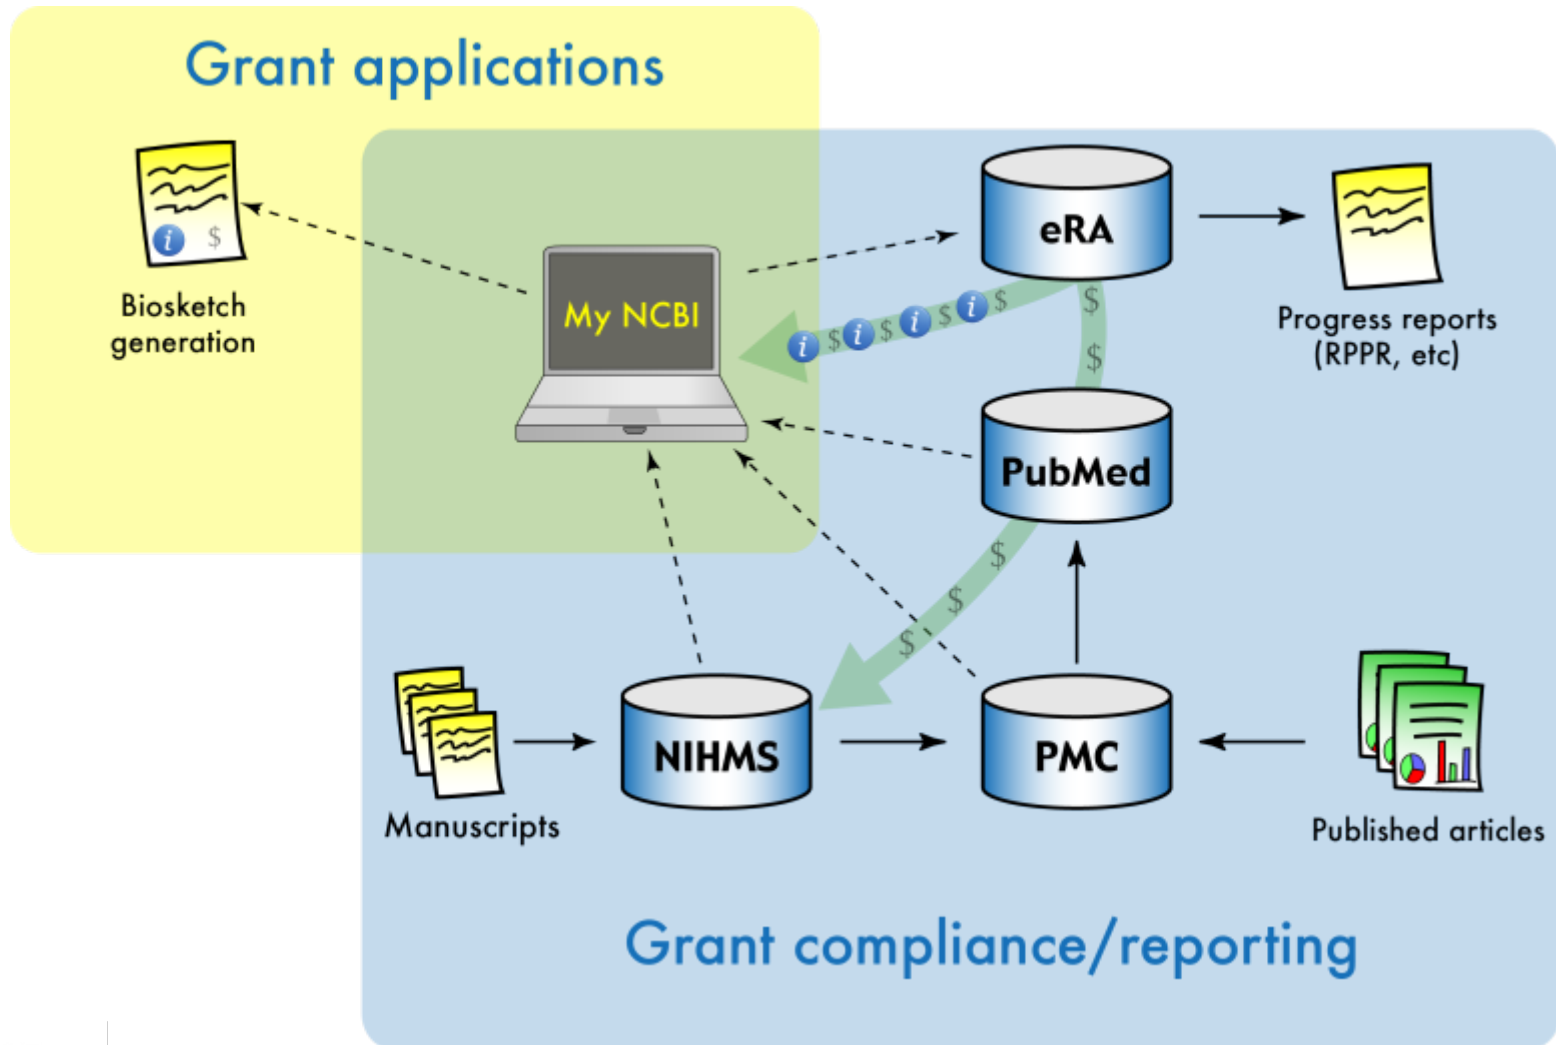 Grant applications
Biosketch
generation
i $
My NCBI
eRA
Progress reports
(RPPR, etc)
i $ i $ i $ i $
$
$
PubMed
$
$
$
Manuscripts
NIHMS
PMC
Published articles
Grant compliance/reporting